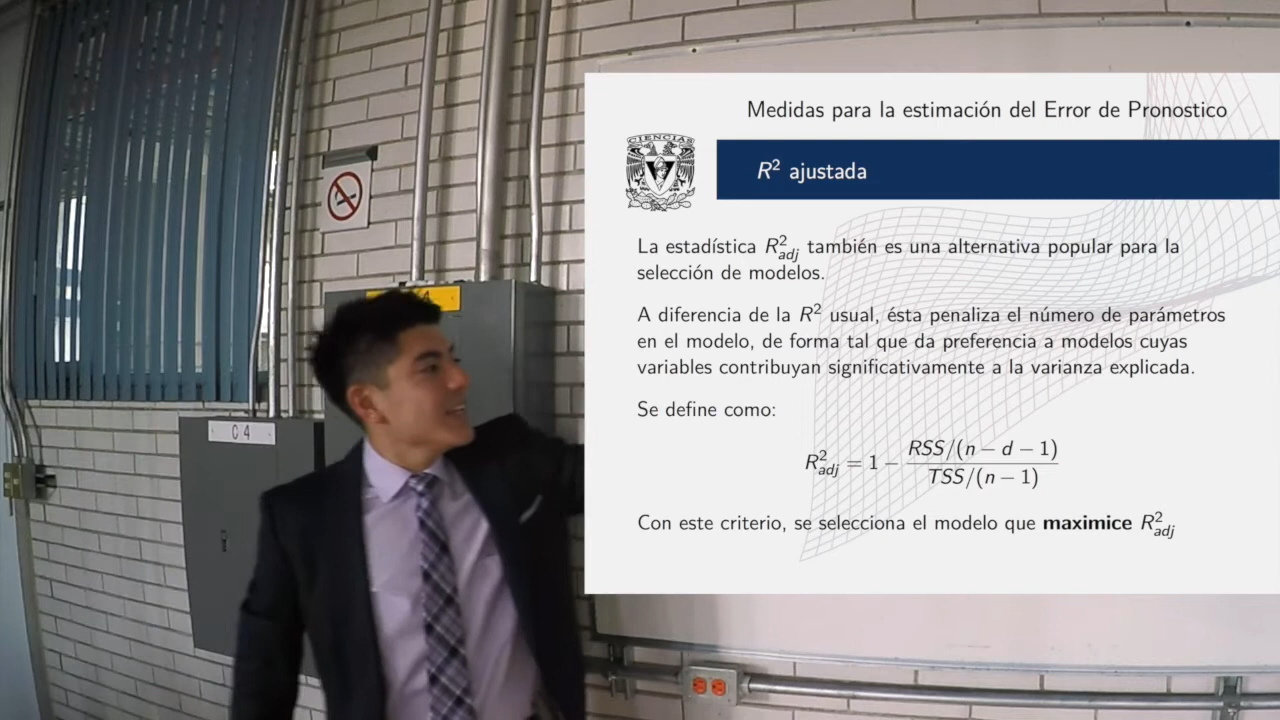 Medidas para la estimación del Error de Pronostico
CIENCIAS
R² ajustada
La estadística R²adj también es una alternativa popular para la
selección de modelos.
A diferencia de la R² usual, ésta penaliza el número de parámetros
en el modelo, de forma tal que da preferencia a modelos cuyas
variables contribuyan significativamente a la varianza explicada.
Se define como:
R²adj = 1 − RSS/(n − d − 1)
TSS/(n − 1)
Con este criterio, se selecciona el modelo que maximice R²adj
C 4